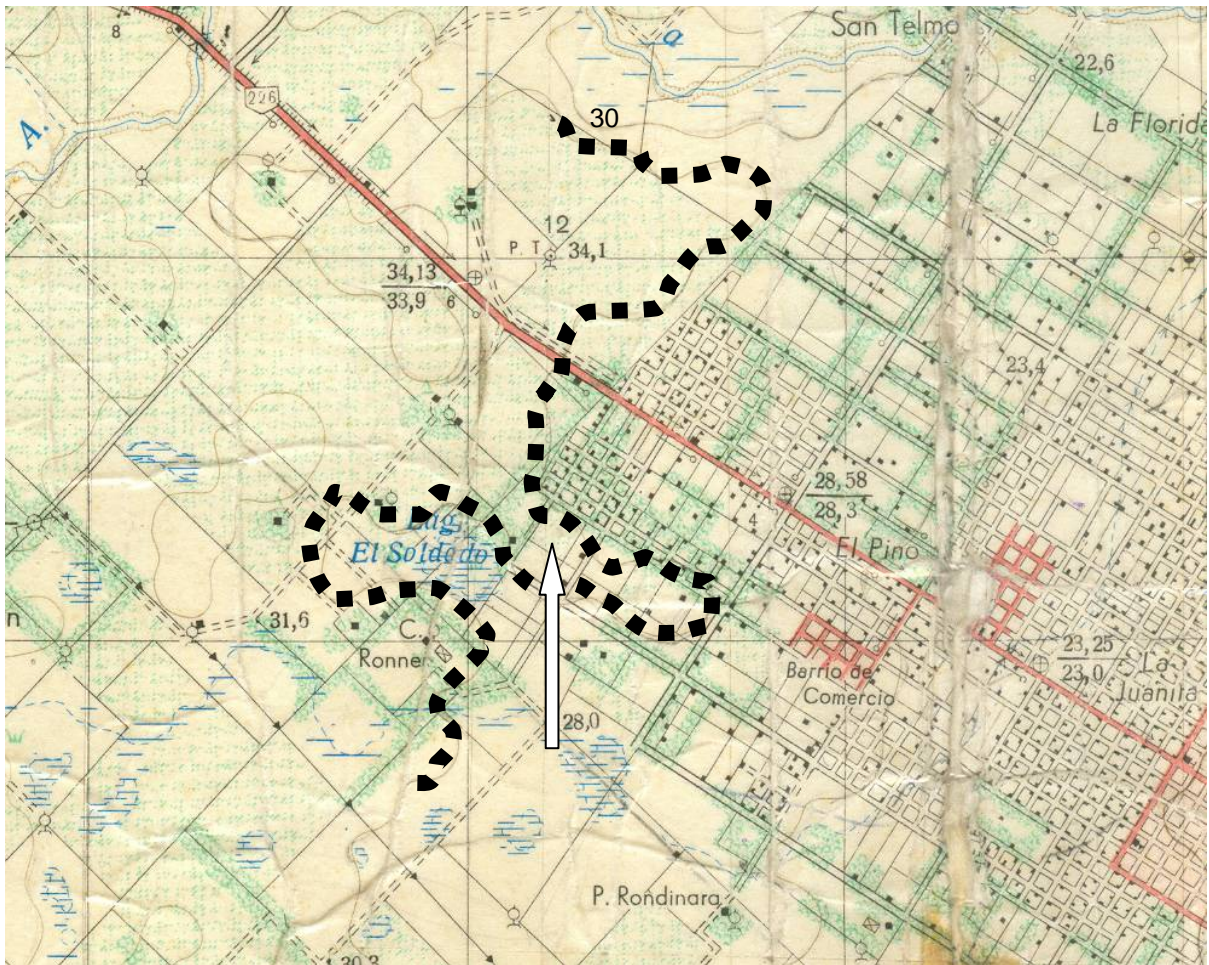 San Telmo
8
22,6
226
30
La Florida
A.
12
P. T
34,1
34,13
33,9
6
23,4
28,58
28,3
4
Lag.
El Soldado
El Pino
31,6
n
C.
Ronner
23,25
23,0
La
Juanita
Barrio de
Comercio
28,0
P. Rondinara
30,3